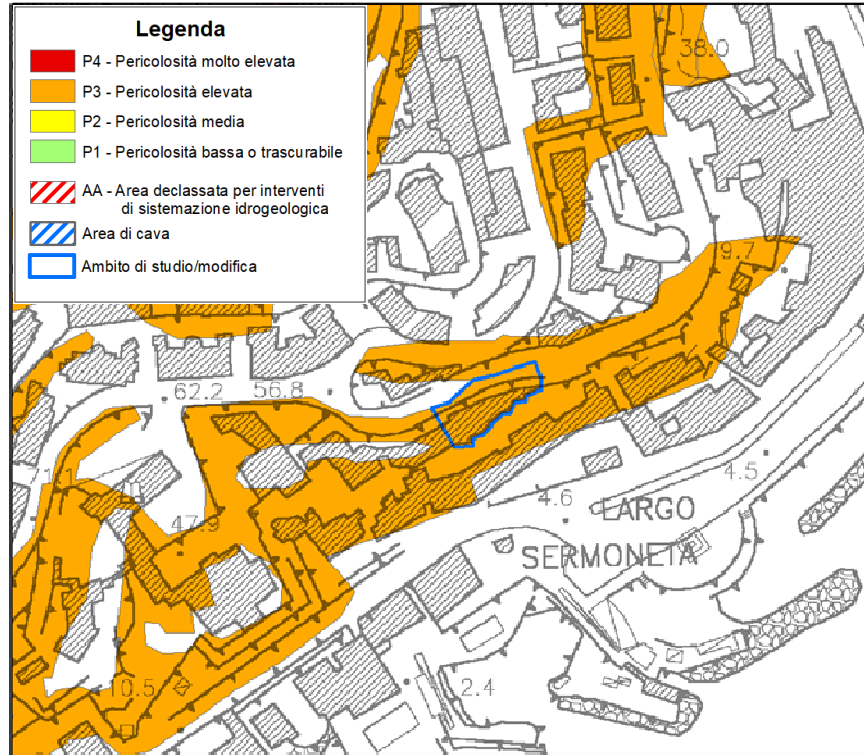 Legenda
P4 - Pericolosità molto elevata
P3 - Pericolosità elevata
P2 - Pericolosità media
P1 - Pericolosità bassa o trascurabile
AA - Area declassata per interventi
di sistemazione idrogeologica
Area di cava
Ambito di studio/modifica
38.0
9.7
62.2
56.8
47.9
4.5
4.6
LARGO
SERMONETA
10.5
2.4